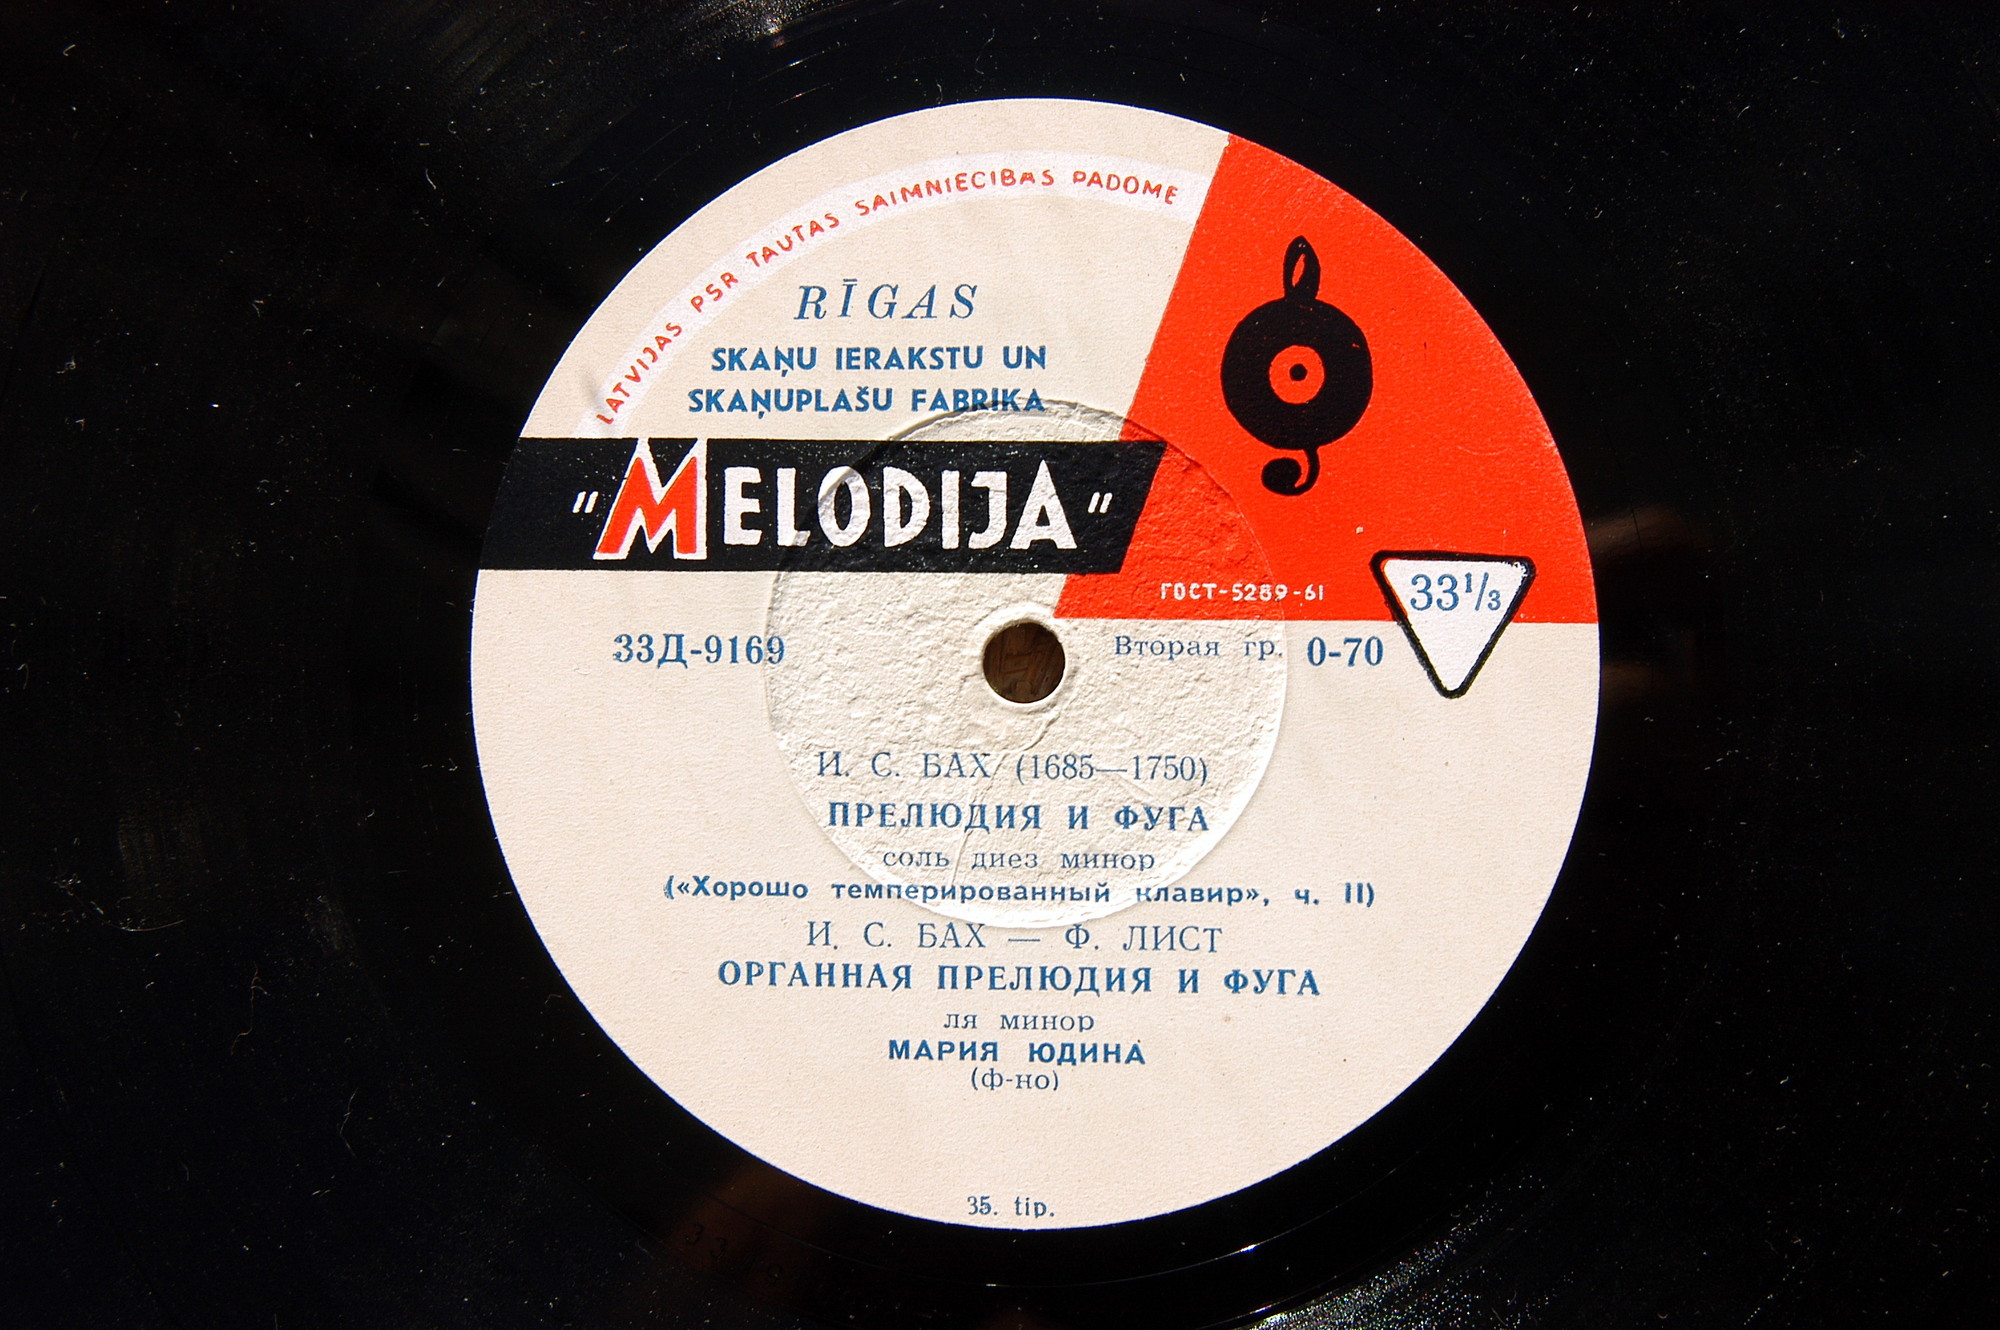 LATVIJAS PSR TAUTAS SAIMNIECIBAS PADOME
RĪGAS
SKAŅU IERAKSTU UN
SKAŅUPLAŠU FABRIKA
"MELODIJA"
ГОСТ-5289-61
33 1/3
33Д-9169
Вторая гр. 0-70
И. С. БАХ (1685—1750)
ПРЕЛЮДИЯ И ФУГА
соль диез минор
(«Хорошо темперированный клавир», ч. II)
И. С. БАХ — Ф. ЛИСТ
ОРГАННАЯ ПРЕЛЮДИЯ И ФУГА
ля минор
МАРИЯ ЮДИНА
(ф-но)
35. tip.